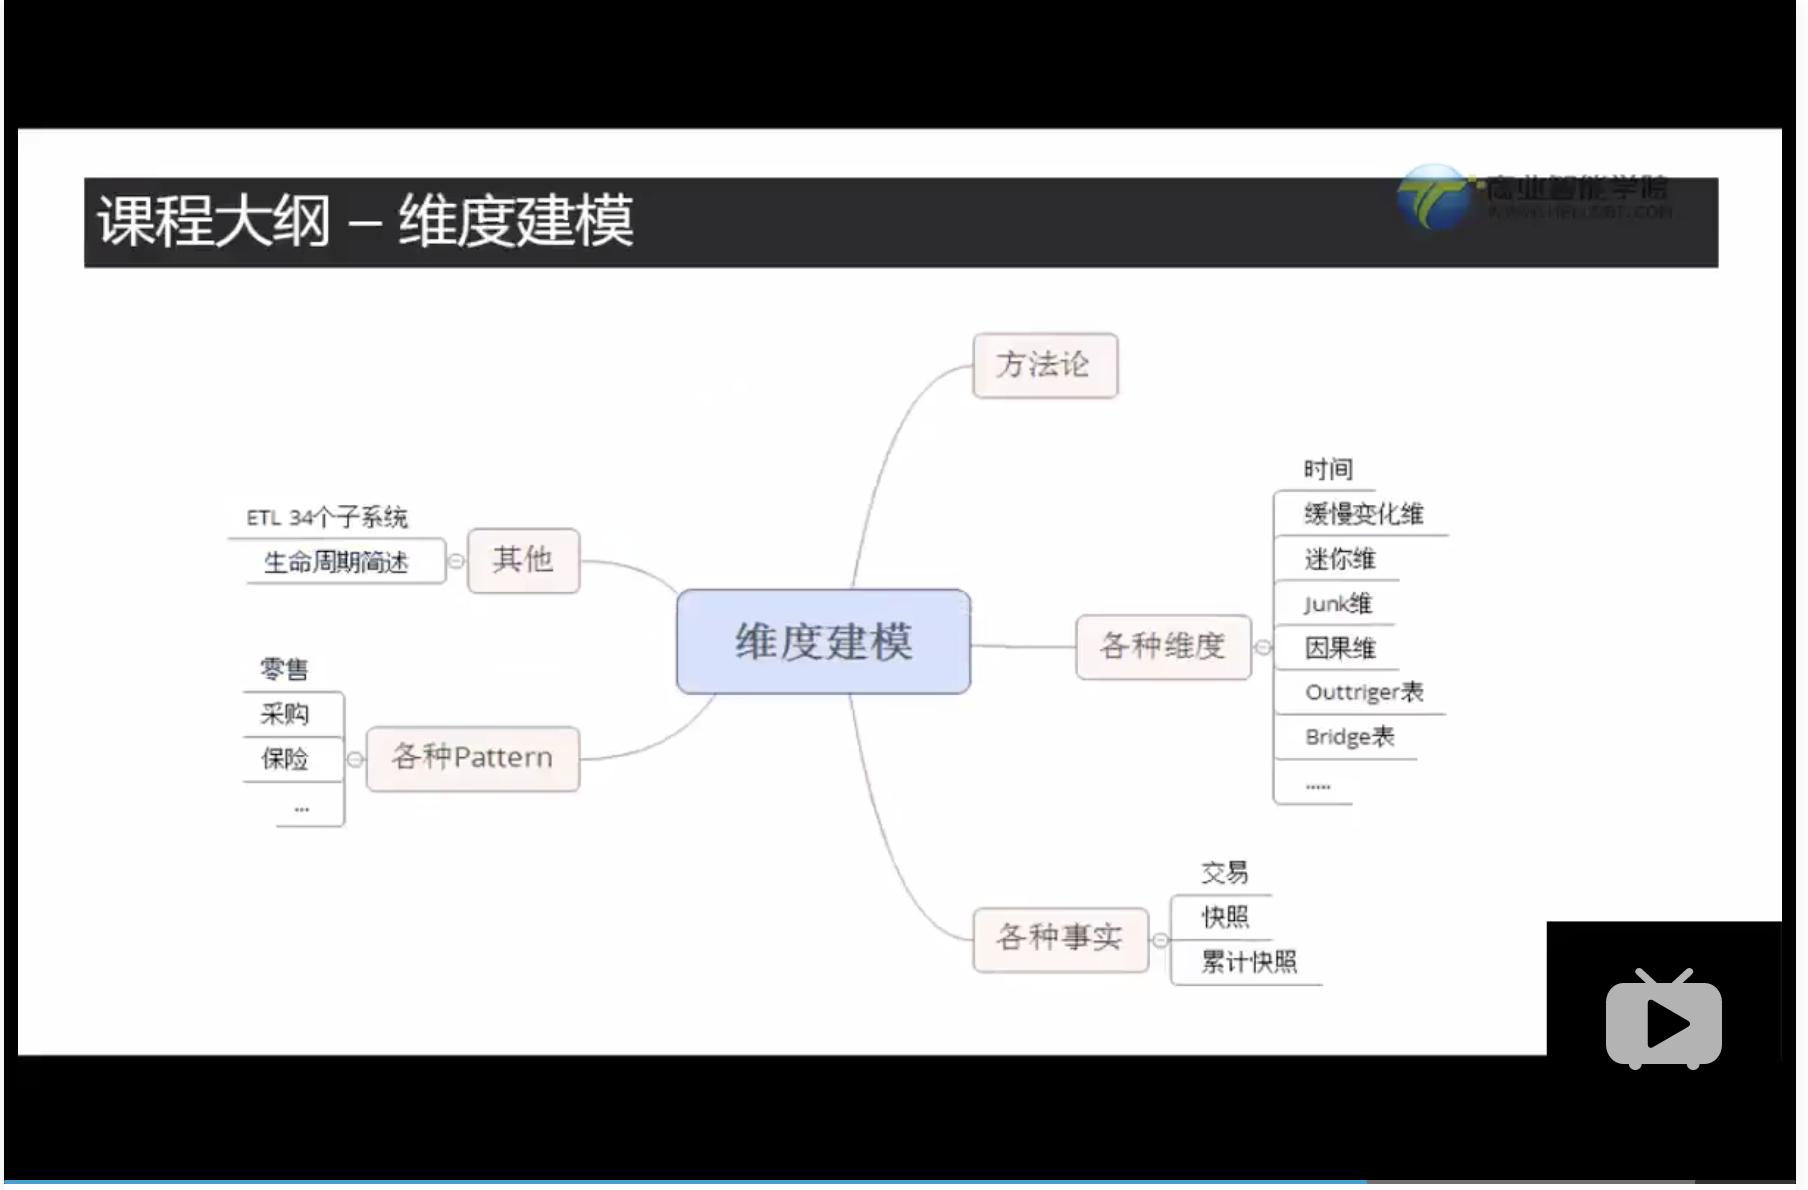 课程大纲 – 维度建模
商业智能学院
WWW.HELLOBI.COM
方法论
时间
缓慢变化维
迷你维
Junk维
因果维
Outtriger表
Bridge表
.....
各种维度
维度建模
ETL 34个子系统
生命周期简述
其他
零售
采购
保险
...
各种Pattern
各种事实
交易
快照
累计快照